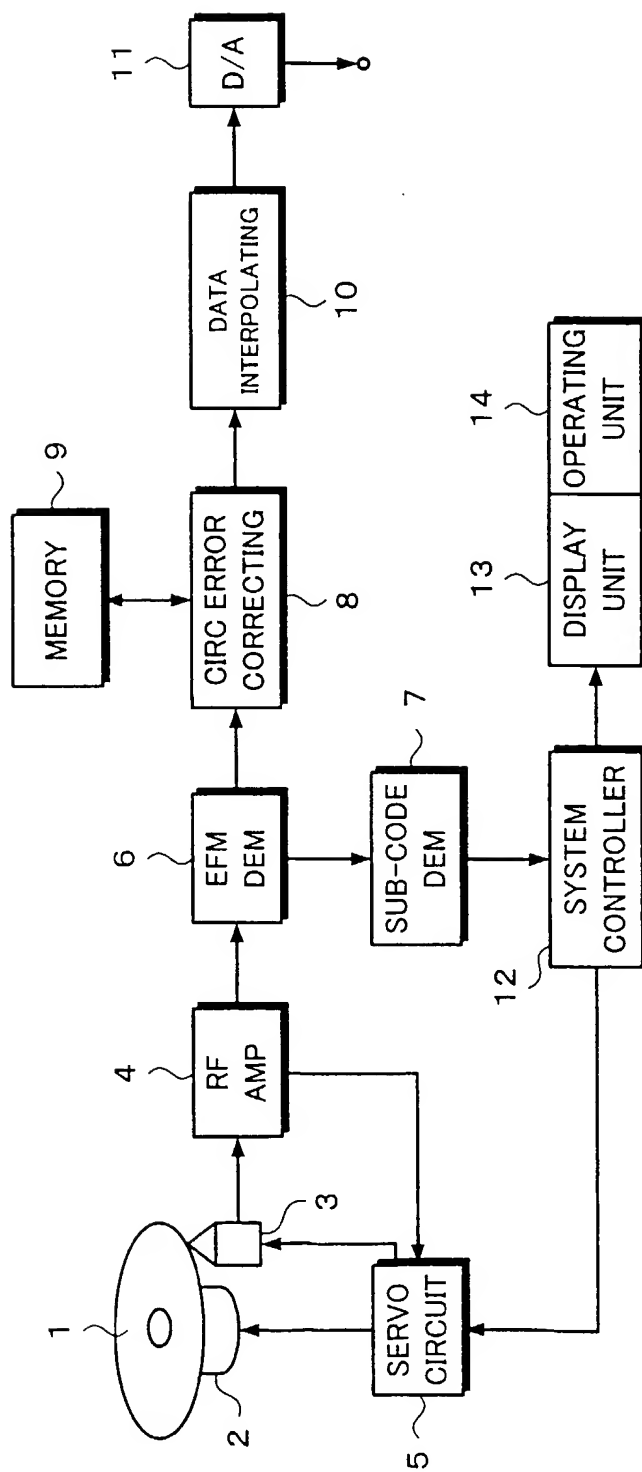 1
2
3
4
RF
AMP
SERVO
CIRCUIT
5
6
EFM
DEM
SUB-CODE
DEM
7
MEMORY
9
CIRC ERROR
CORRECTING
8
DATA
INTERPOLATING
10
11
D/A
SYSTEM
CONTROLLER
12
13
DISPLAY
UNIT
14
OPERATING
UNIT